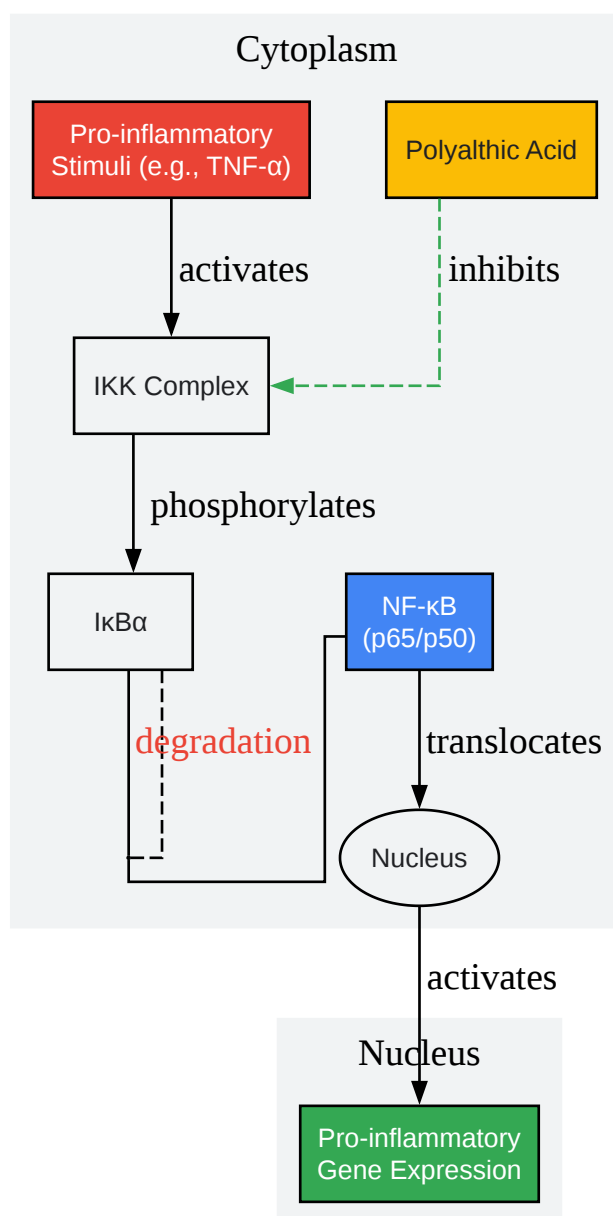 Cytoplasm
Pro-inflammatory
Stimuli (e.g., TNF-α)
Polyalthic Acid
activates
inhibits
IKK Complex
phosphorylates
IκBα
NF-κB
(p65/p50)
degradation
translocates
Nucleus
activates
Nucleus
Pro-inflammatory
Gene Expression